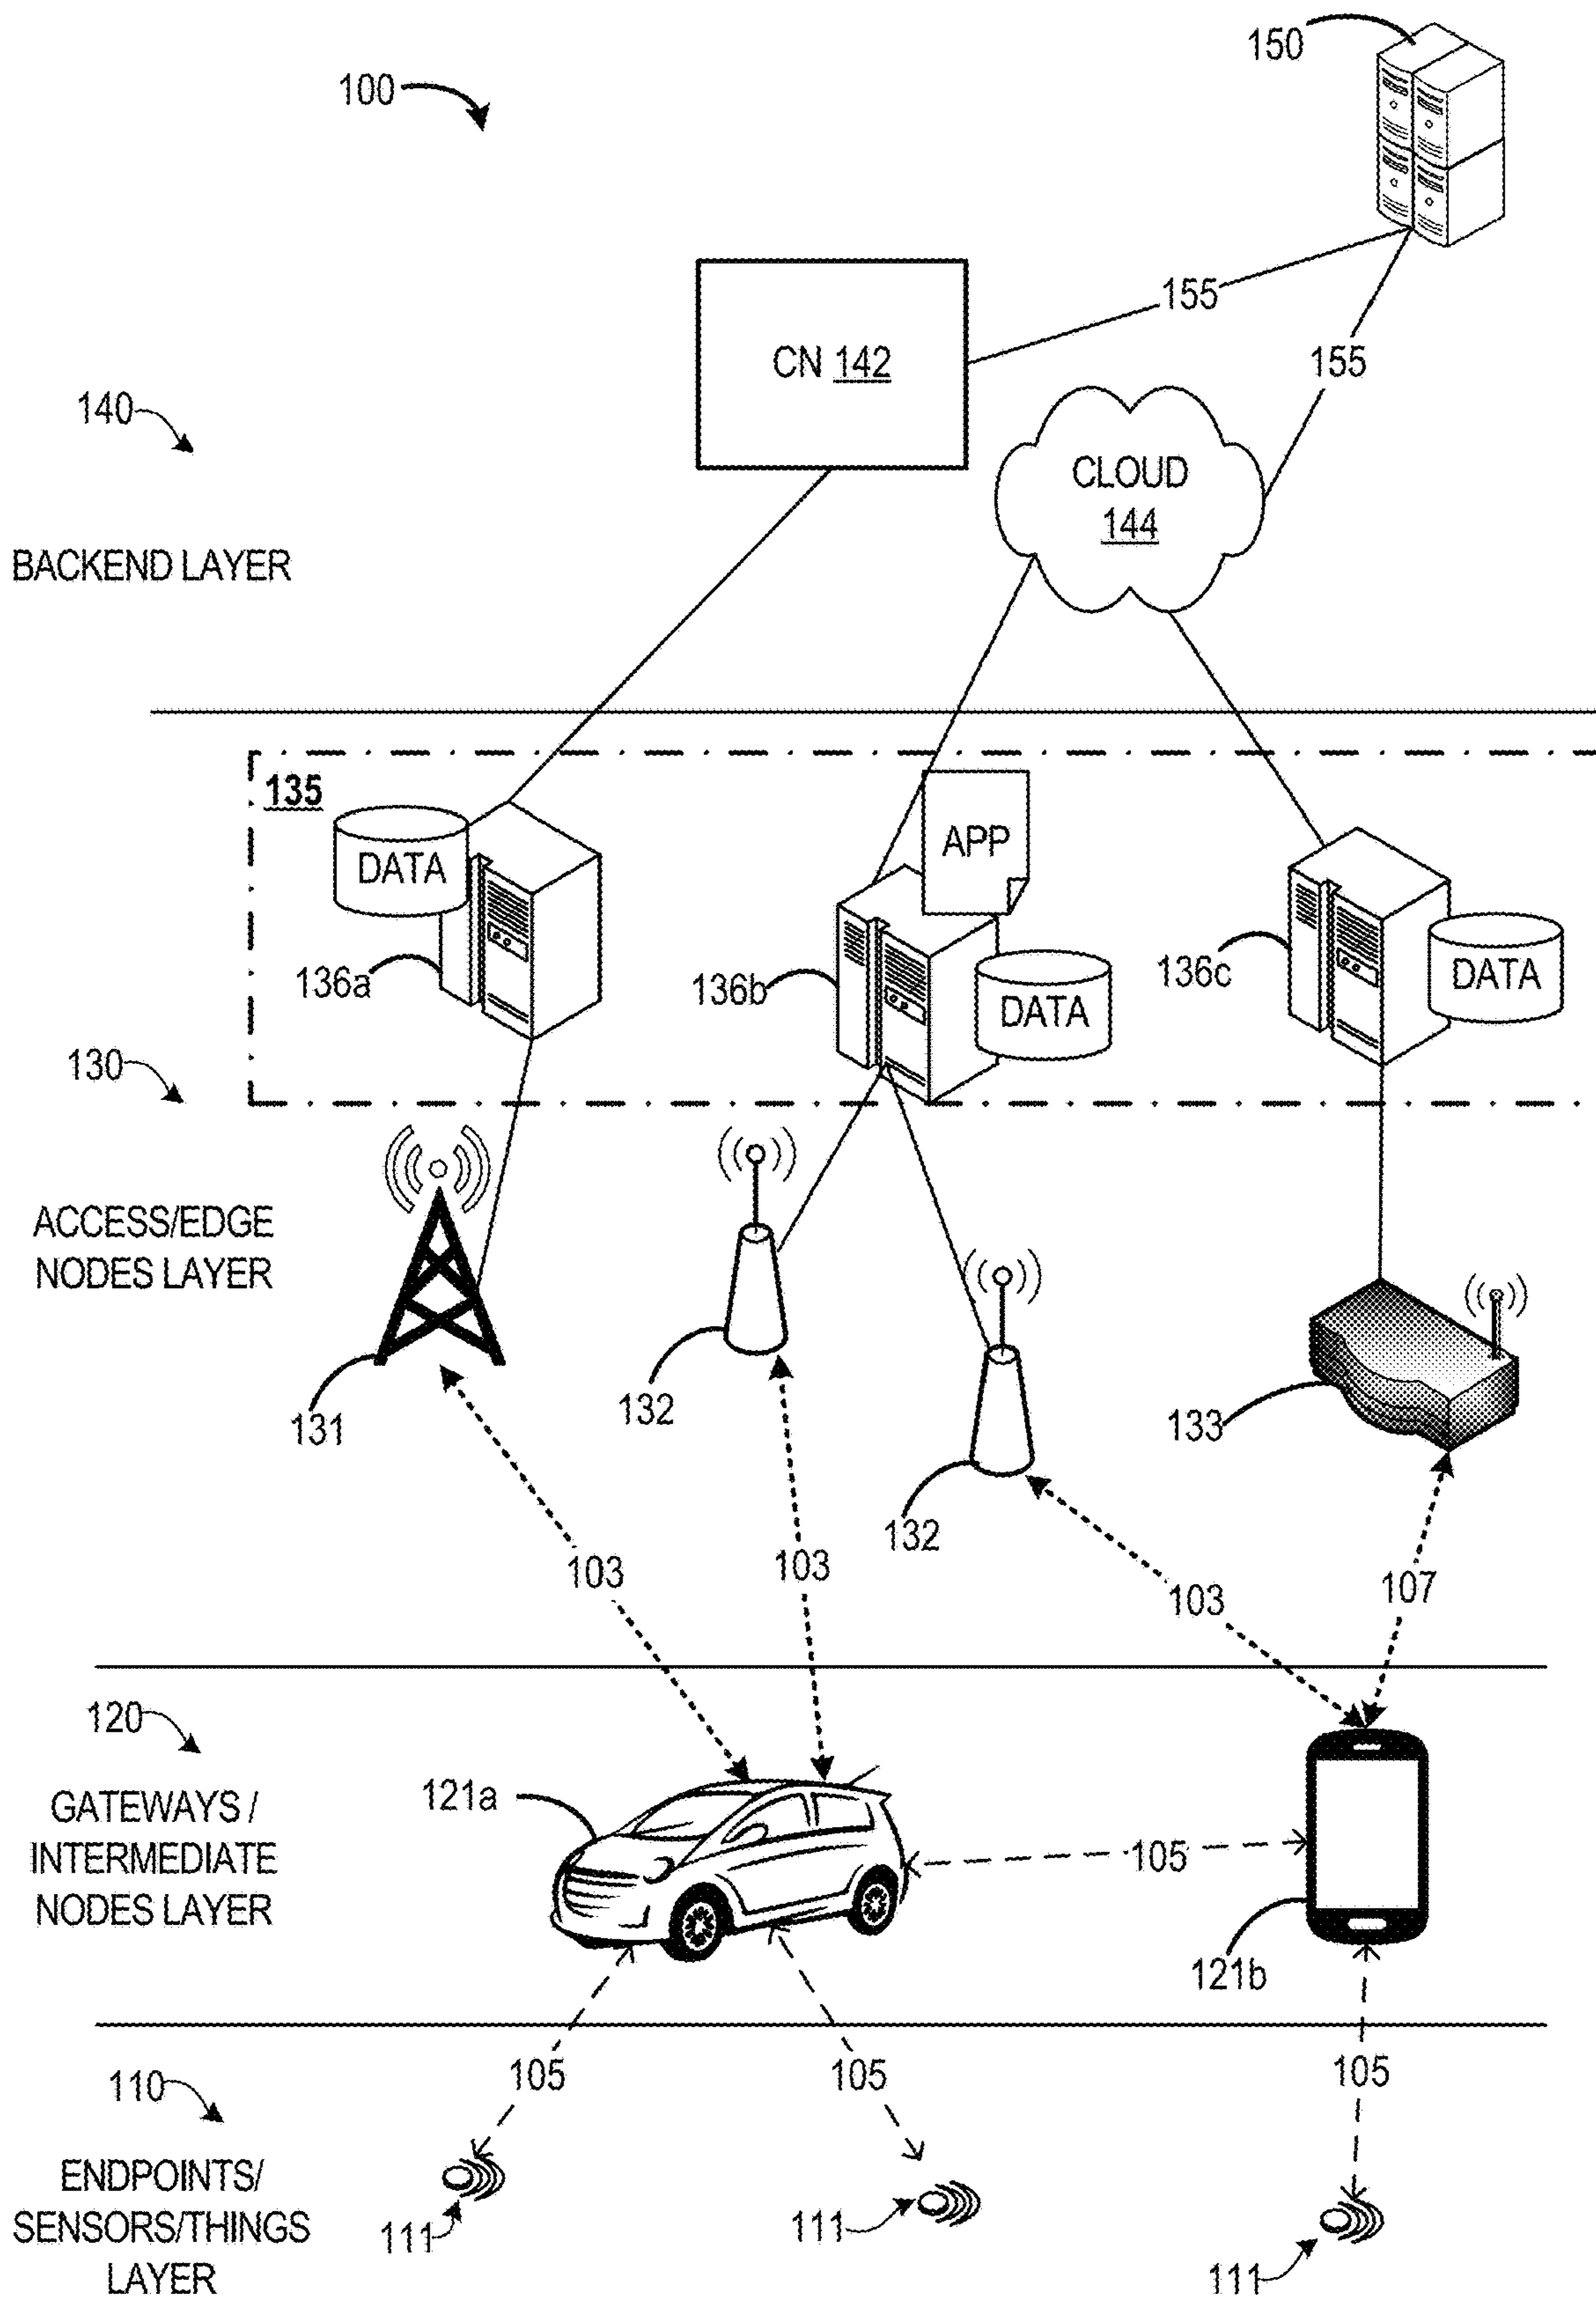 150
100
155
CN 142
155
140
CLOUD
144
BACKEND LAYER
135
APP
DATA
136a
136b
DATA
136c
DATA
130
ACCESS/EDGE
NODES LAYER
131
132
132
133
103
103
103
107
120
121a
GATEWAYS /
INTERMEDIATE
NODES LAYER
105
121b
105
105
105
110
ENDPOINTS/
SENSORS/THINGS
LAYER
111
111
111